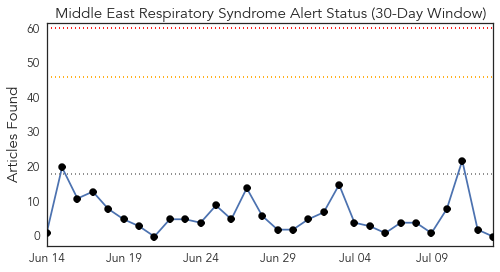 Middle East Respiratory Syndrome Alert Status (30-Day Window)
Articles Found
60
50
40
30
20
10
0
Jun 14 Jun 19 Jun 24 Jun 29 Jul 04 Jul 09